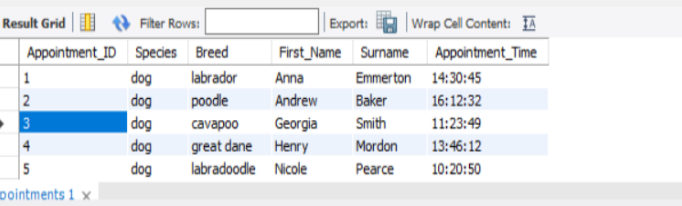 Result Grid Filter Rows: Export: Wrap Cell Content: IA
Appointment_ID Species Breed First_Name Surname Appointment_Time
1 dog labrador Anna Emmerton 14:30:45
2 dog poodle Andrew Baker 16:12:32
3 dog cavapoo Georgia Smith 11:23:49
4 dog great dane Henry Mordon 13:46:12
5 dog labradoodle Nicole Pearce 10:20:50
pointments 1 ×